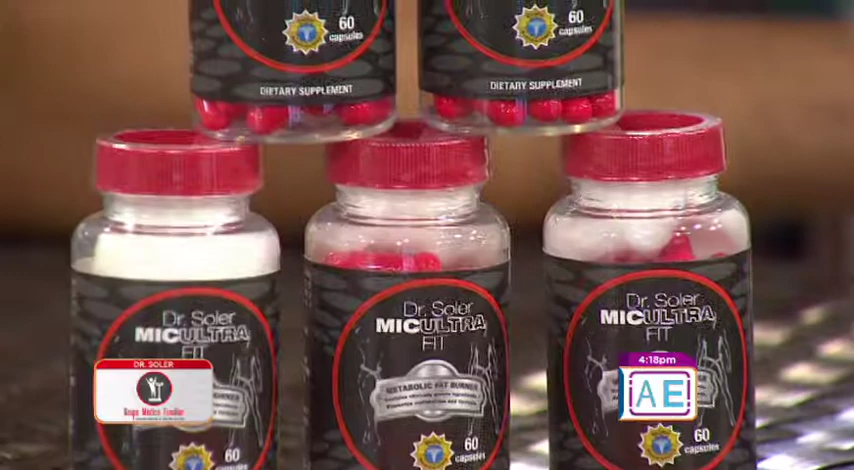 60
capsules
DIETARY SUPPLEMENT
60
capsules
DIETARY SUPPLEMENT
Dr. Soler
MICULTRA
FIT
60
capsules
Dr. Soler
MICULTRA
FIT
METABOLIC FAT BURNER
60
capsules
Dr. Soler
MICULTRA
FIT
60
capsules
DR. SOLER
Grupo Médico Familiar
4:18pm
AE